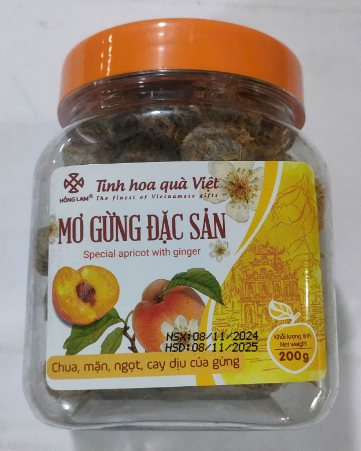 Tinh hoa quà Việt
HỒNG LAM®
The finest of Vietnamese gifts
MƠ GỪNG ĐẶC SẢN
Special apricot with ginger
NSX:08/11/2024
HSD:08/11/2025
Khối lượng tịnh
Net weight
200g
Chua, mặn, ngọt, cay dịu của gừng